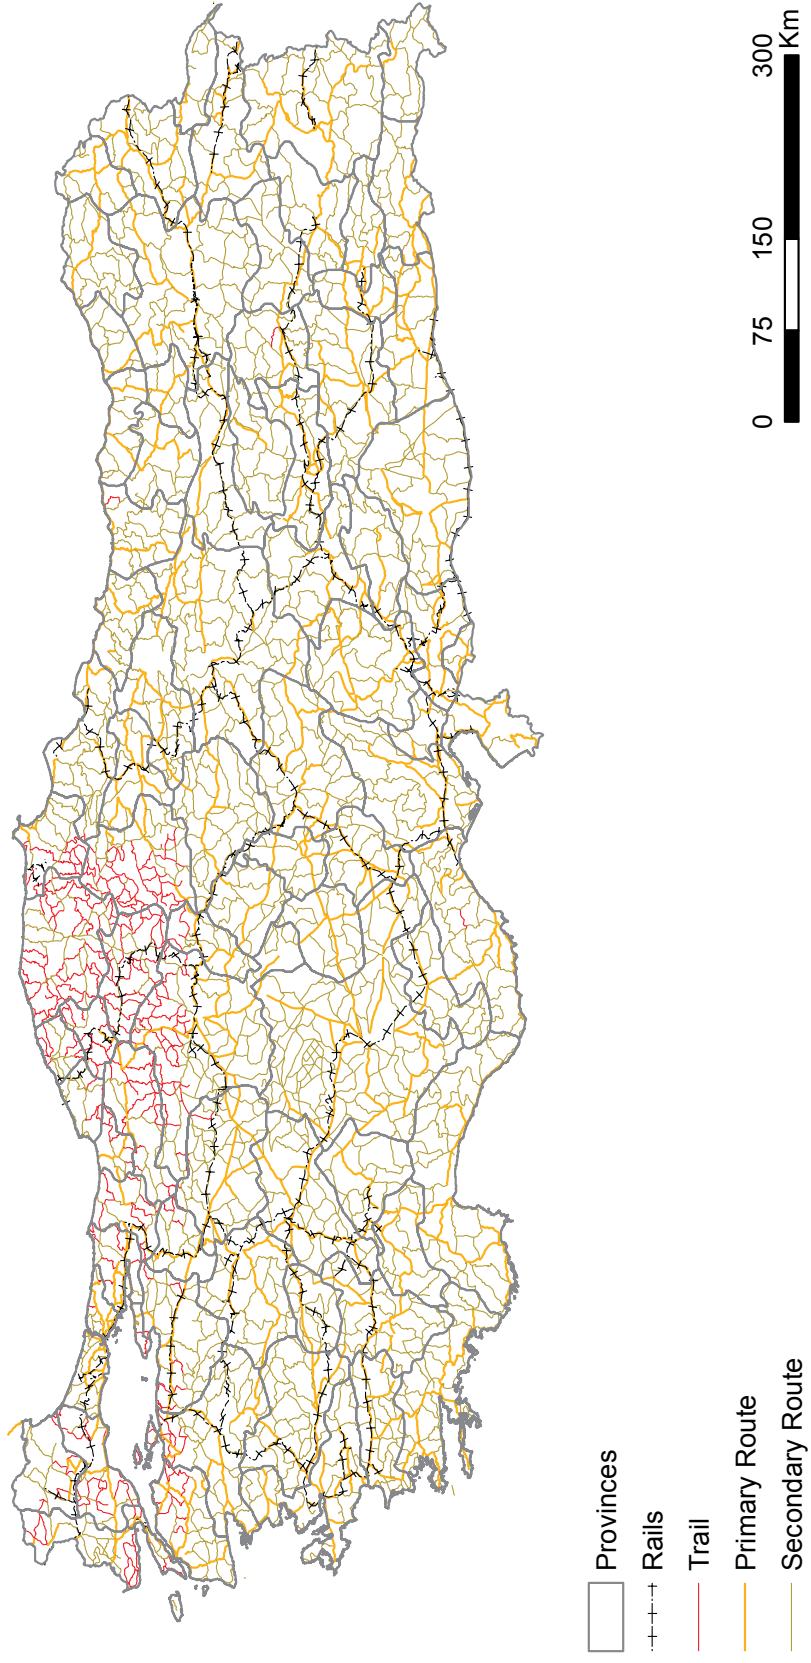 Provinces
Rails
Trail
Primary Route
Secondary Route
0 75 150 300
Km